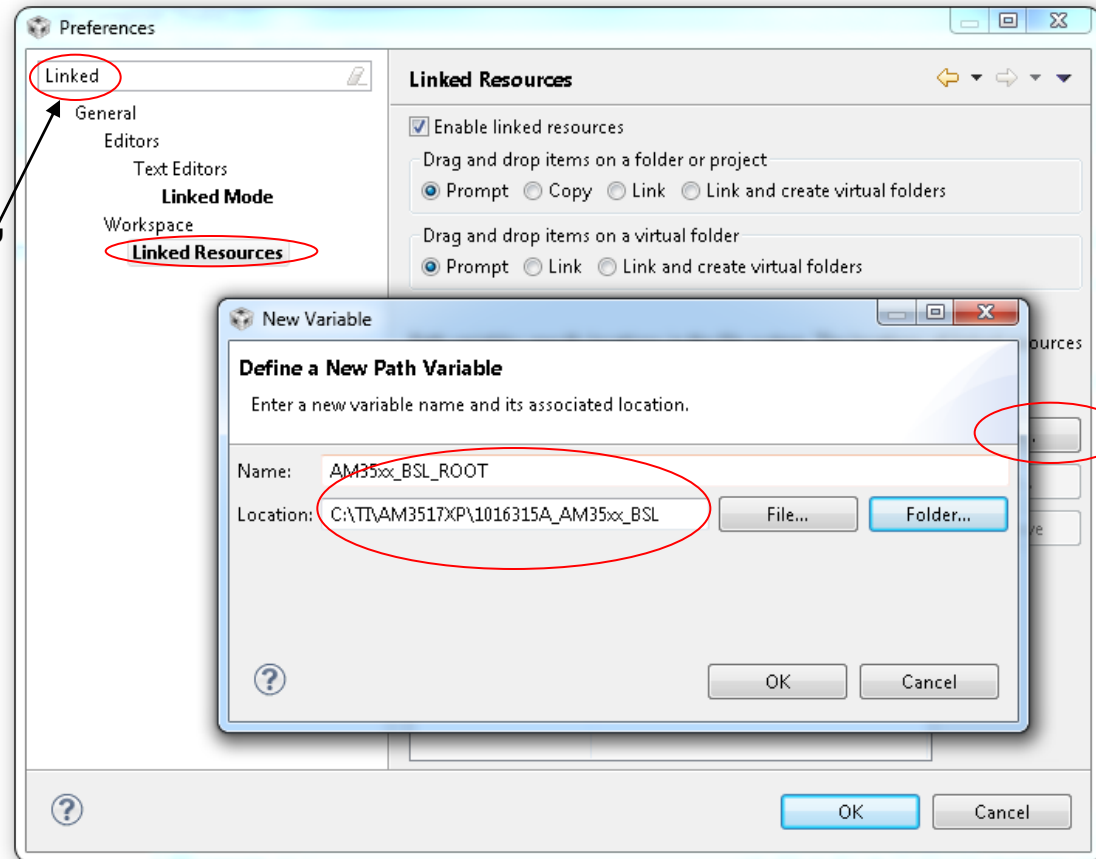 Preferences
Linked
Linked Resources
General
Editors
Text Editors
Linked Mode
Workspace
Linked Resources
Enable linked resources
Drag and drop items on a folder or project
Prompt Copy Link Link and create virtual folders
Drag and drop items on a virtual folder
Prompt Link Link and create virtual folders
New Variable
Define a New Path Variable
Enter a new variable name and its associated location.
Name: AM35xx_BSL_ROOT
Location: C:\TI\AM3517XP\1016315A_AM35xx_BSL File... Folder...
OK Cancel
OK Cancel